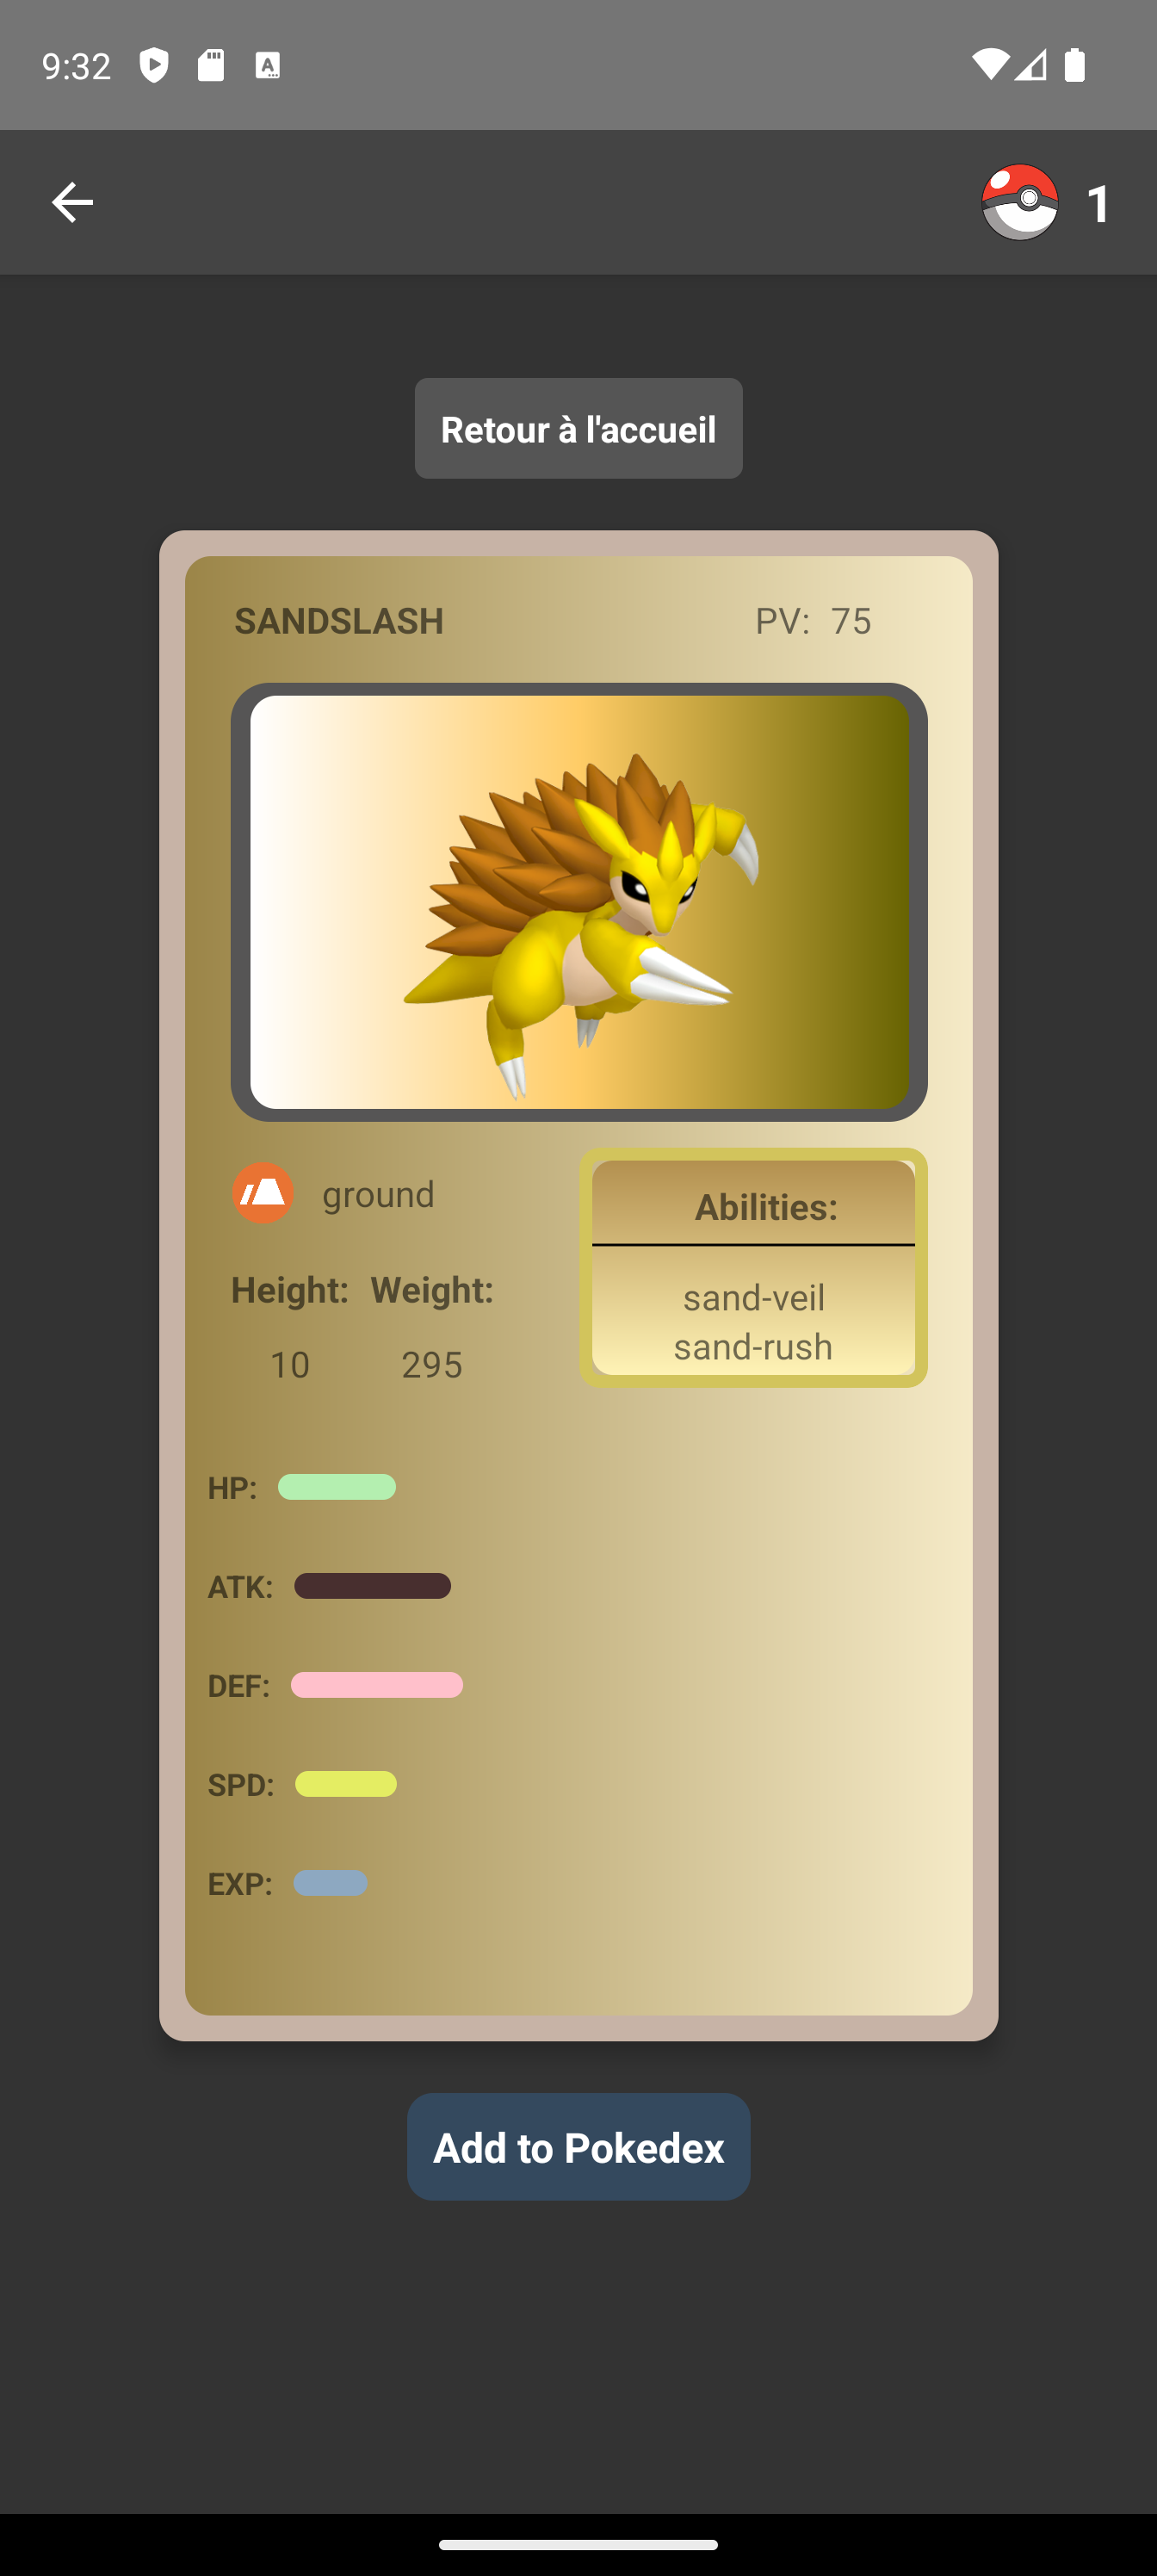 9:32
1
Retour à l'accueil
SANDSLASH PV: 75
ground
Abilities:
sand-veil
sand-rush
Height: Weight:
10 295
HP:
ATK:
DEF:
SPD:
EXP:
Add to Pokedex